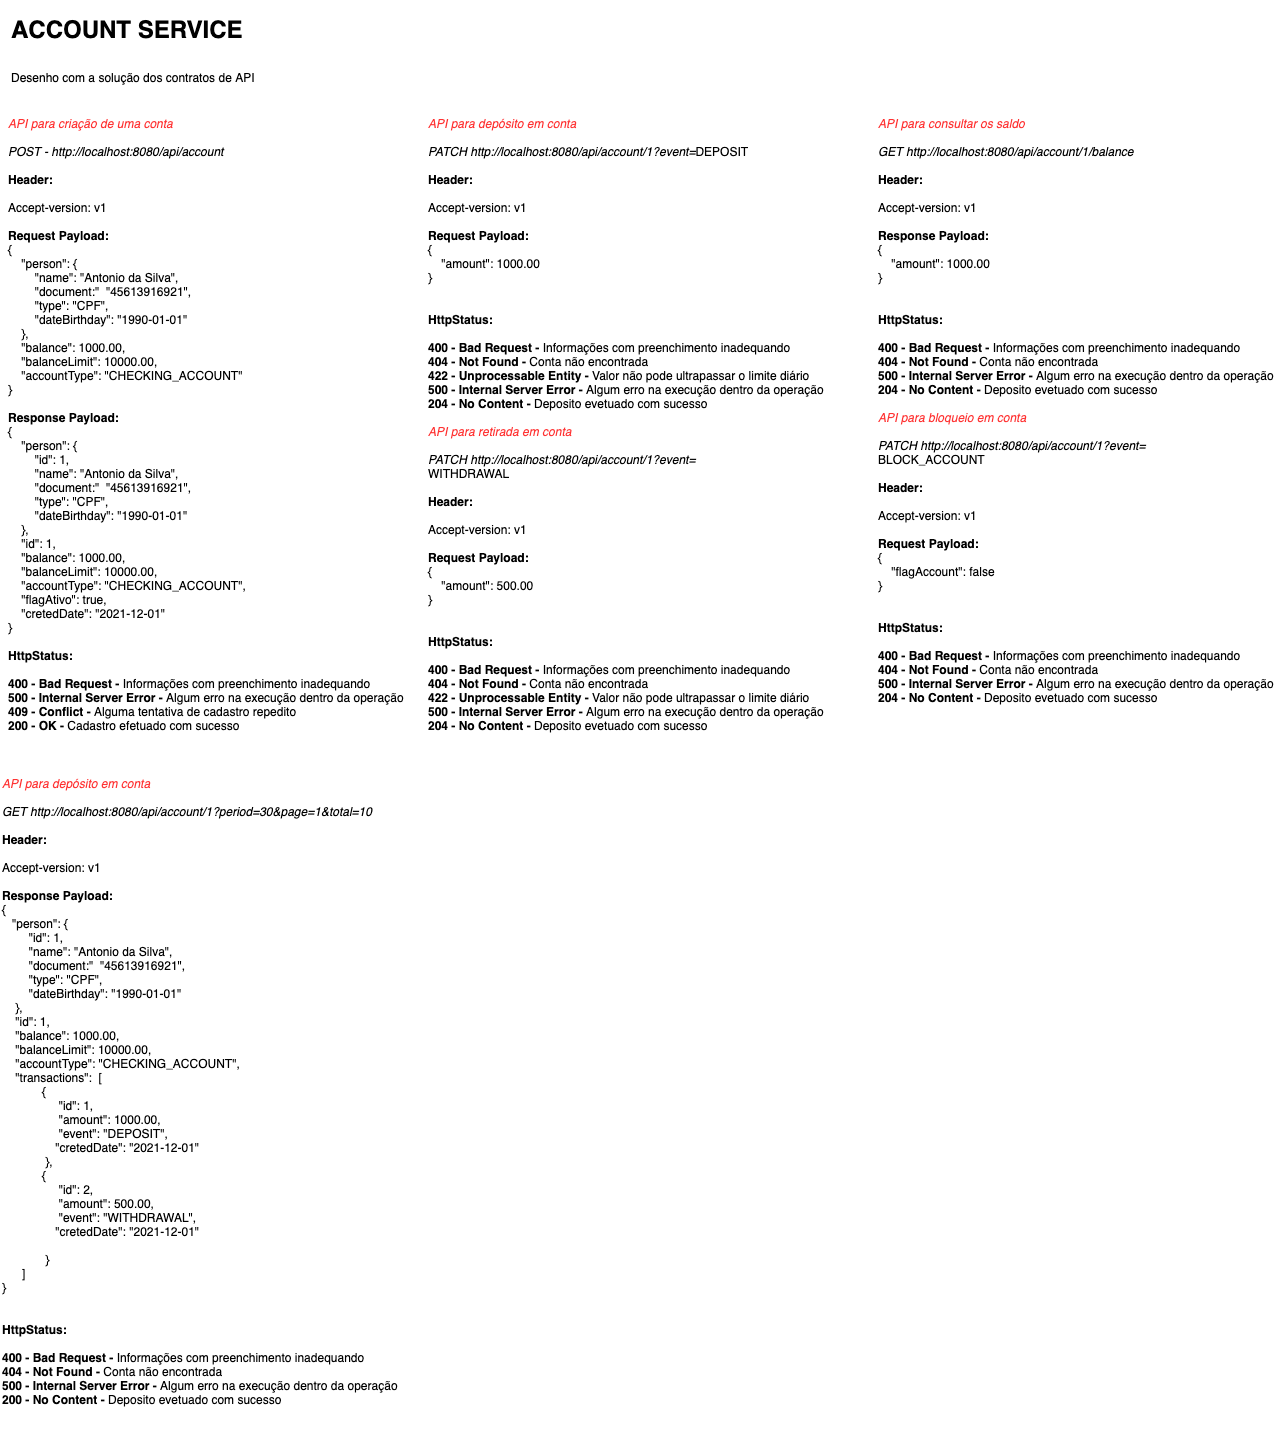 ACCOUNT SERVICE
Desenho com a solução dos contratos de API
API para criação de uma conta
POST - http://localhost:8080/api/account
Header:
Accept-version: v1
Request Payload:
{
"person": {
"name": "Antonio da Silva",
"document:"  "45613916921",
"type": "CPF",
"dateBirthday": "1990-01-01"
},
"balance": 1000.00,
"balanceLimit": 10000.00,
"accountType": "CHECKING_ACCOUNT"
}
Response Payload:
{
"person": {
"id": 1,
"name": "Antonio da Silva",
"document:"  "45613916921",
"type": "CPF",
"dateBirthday": "1990-01-01"
},
"id": 1,
"balance": 1000.00,
"balanceLimit": 10000.00,
"accountType": "CHECKING_ACCOUNT",
"flagAtivo": true,
"cretedDate": "2021-12-01"
}
HttpStatus:
400 - Bad Request - Informações com preenchimento inadequando
500 - Internal Server Error - Algum erro na execução dentro da operação
409 - Conflict - Alguma tentativa de cadastro repedito
200 - OK - Cadastro efetuado com sucesso
API para depósito em conta
PATCH http://localhost:8080/api/account/1?event=DEPOSIT
Header:
Accept-version: v1
Request Payload:
{
"amount": 1000.00
}
HttpStatus:
400 - Bad Request - Informações com preenchimento inadequando
404 - Not Found - Conta não encontrada
422 - Unprocessable Entity - Valor não pode ultrapassar o limite diário
500 - Internal Server Error - Algum erro na execução dentro da operação
204 - No Content - Deposito evetuado com sucesso
API para retirada em conta
PATCH http://localhost:8080/api/account/1?event=
WITHDRAWAL
Header:
Accept-version: v1
Request Payload:
{
"amount": 500.00
}
HttpStatus:
400 - Bad Request - Informações com preenchimento inadequando
404 - Not Found - Conta não encontrada
422 - Unprocessable Entity - Valor não pode ultrapassar o limite diário
500 - Internal Server Error - Algum erro na execução dentro da operação
204 - No Content - Deposito evetuado com sucesso
API para consultar os saldo
GET http://localhost:8080/api/account/1/balance
Header:
Accept-version: v1
Response Payload:
{
"amount": 1000.00
}
HttpStatus:
400 - Bad Request - Informações com preenchimento inadequando
404 - Not Found - Conta não encontrada
500 - Internal Server Error - Algum erro na execução dentro da operação
204 - No Content - Deposito evetuado com sucesso
API para bloqueio em conta
PATCH http://localhost:8080/api/account/1?event=
BLOCK_ACCOUNT
Header:
Accept-version: v1
Request Payload:
{
"flagAccount": false
}
HttpStatus:
400 - Bad Request - Informações com preenchimento inadequando
404 - Not Found - Conta não encontrada
500 - Internal Server Error - Algum erro na execução dentro da operação
204 - No Content - Deposito evetuado com sucesso
API para depósito em conta
GET http://localhost:8080/api/account/1?period=30&page=1&total=10
Header:
Accept-version: v1
Response Payload:
{
"person": {
"id": 1,
"name": "Antonio da Silva",
"document:"  "45613916921",
"type": "CPF",
"dateBirthday": "1990-01-01"
},
"id": 1,
"balance": 1000.00,
"balanceLimit": 10000.00,
"accountType": "CHECKING_ACCOUNT",
"transactions":  [
{
"id": 1,
"amount": 1000.00,
"event": "DEPOSIT",
"cretedDate": "2021-12-01"
},
{
"id": 2,
"amount": 500.00,
"event": "WITHDRAWAL",
"cretedDate": "2021-12-01"
}
]
}
HttpStatus:
400 - Bad Request - Informações com preenchimento inadequando
404 - Not Found - Conta não encontrada
500 - Internal Server Error - Algum erro na execução dentro da operação
200 - No Content - Deposito evetuado com sucesso